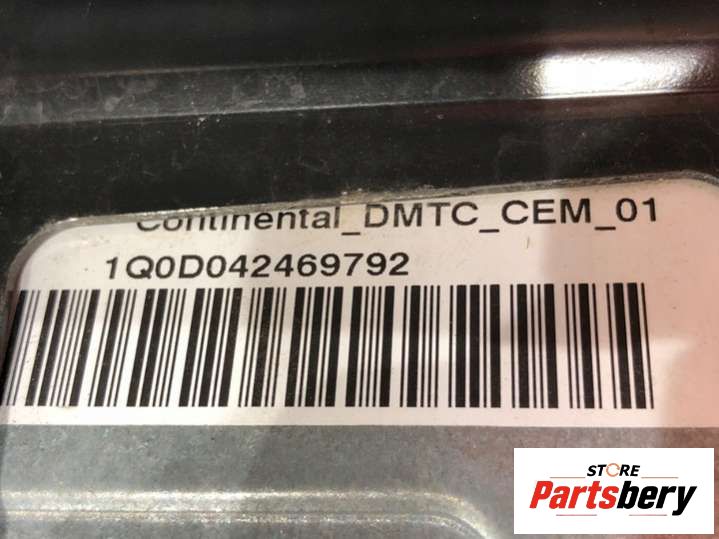 Continental_DMTC_CEM_01
1Q0D042469792
STORE
Partsbery